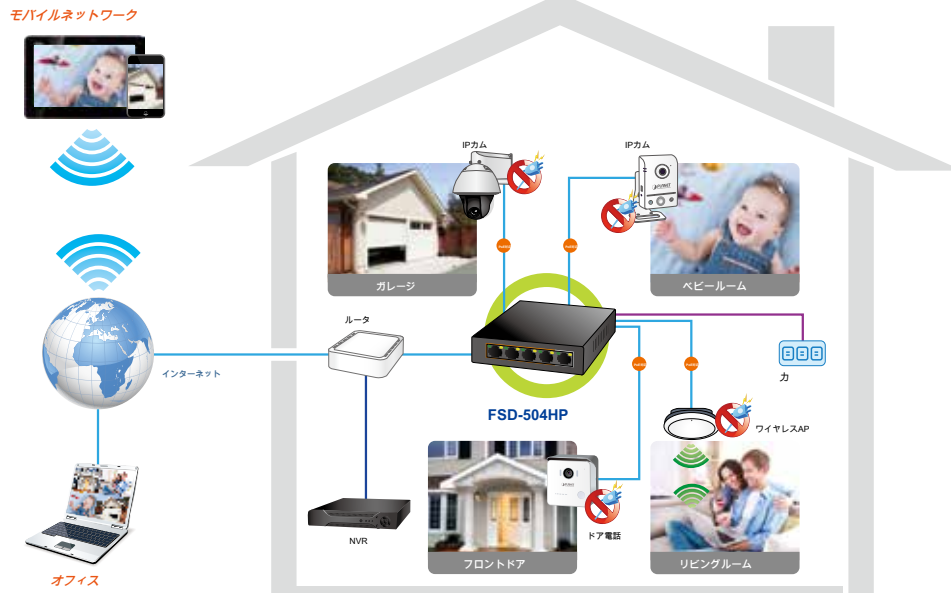 モバイルネットワーク
IPカム
IPカム
ガレージ
ベビールーム
ルータ
インターネット
FSD-504HP
力
ワイヤレスAP
NVR
ドア電話
フロントドア
リビングルーム
オフィス